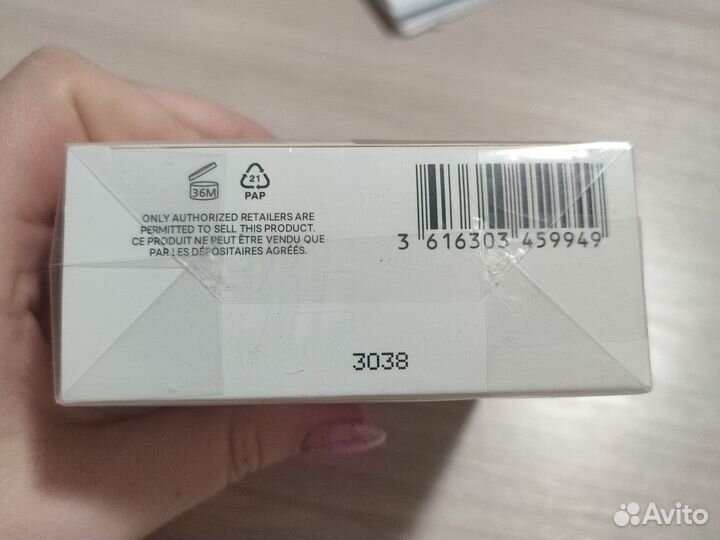 36M
21
PAP
ONLY AUTHORIZED RETAILERS ARE
PERMITTED TO SELL THIS PRODUCT.
CE PRODUIT NE PEUT ÊTRE VENDU QUE
PAR LES DÉPOSITAIRES AGRÉÉS.
3 616303 459949
3038
Avito